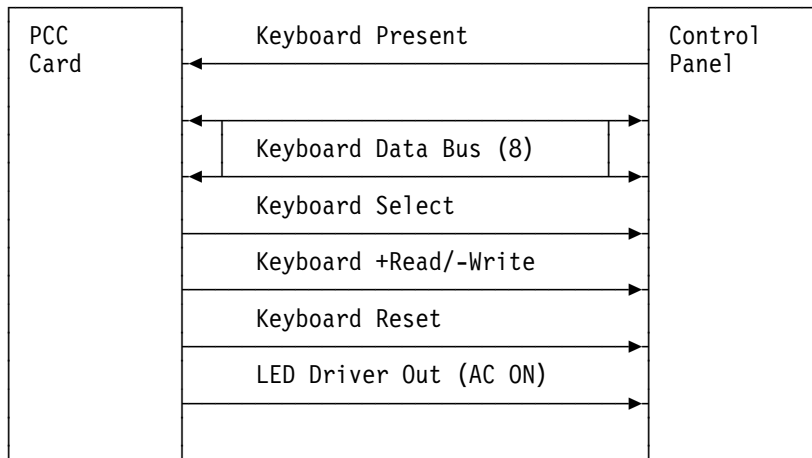 PCC Card
Keyboard Present
Control Panel
Keyboard Data Bus (8)
Keyboard Select
Keyboard +Read/-Write
Keyboard Reset
LED Driver Out (AC ON)